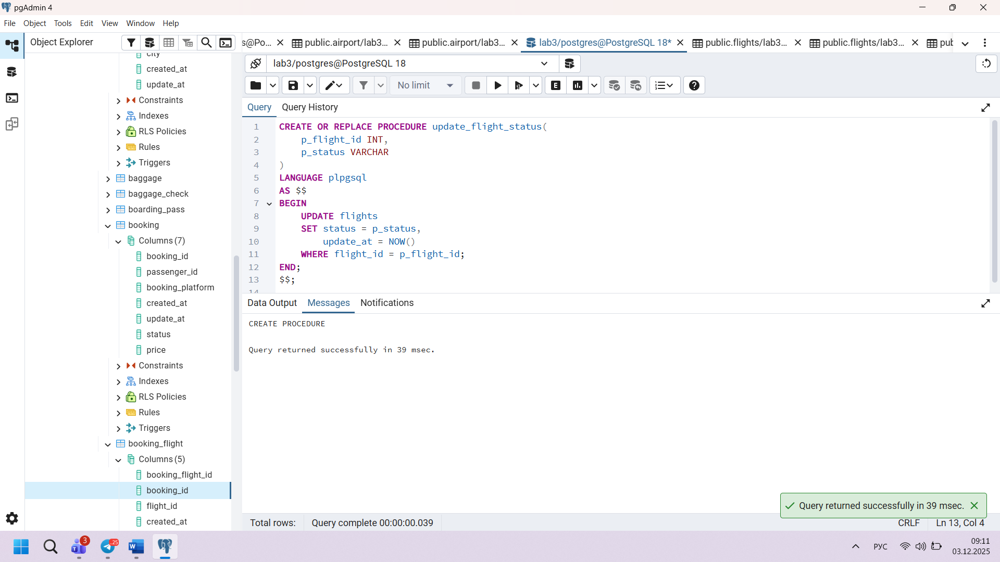 pgAdmin 4
File Object Tools Edit View Window Help
Object Explorer
s@Po...
public.airport/lab3...
public.airport/lab3...
lab3/postgres@PostgreSQL 18*
public.flights/lab3...
public.flights/lab3...
pub
lab3/postgres@PostgreSQL 18
No limit
E
Query
Query History
city
created_at
update_at
Constraints
Indexes
RLS Policies
Rules
Triggers
baggage
baggage_check
boarding_pass
booking
Columns (7)
booking_id
passenger_id
booking_platform
created_at
update_at
status
price
Constraints
Indexes
RLS Policies
Rules
Triggers
booking_flight
Columns (5)
booking_flight_id
booking_id
flight_id
created_at
1 CREATE OR REPLACE PROCEDURE update_flight_status(
2 p_flight_id INT,
3 p_status VARCHAR
4 )
5 LANGUAGE plpgsql
6 AS $$
7 BEGIN
8 UPDATE flights
9 SET status = p_status,
10 update_at = NOW()
11 WHERE flight_id = p_flight_id;
12 END;
13 $$;
14
Data Output
Messages
Notifications
CREATE PROCEDURE
Query returned successfully in 39 msec.
Query returned successfully in 39 msec.
Total rows:
Query complete 00:00:00.039
CRLF
Ln 13, Col 4
3
..25
РУС
09:11
03.12.2025